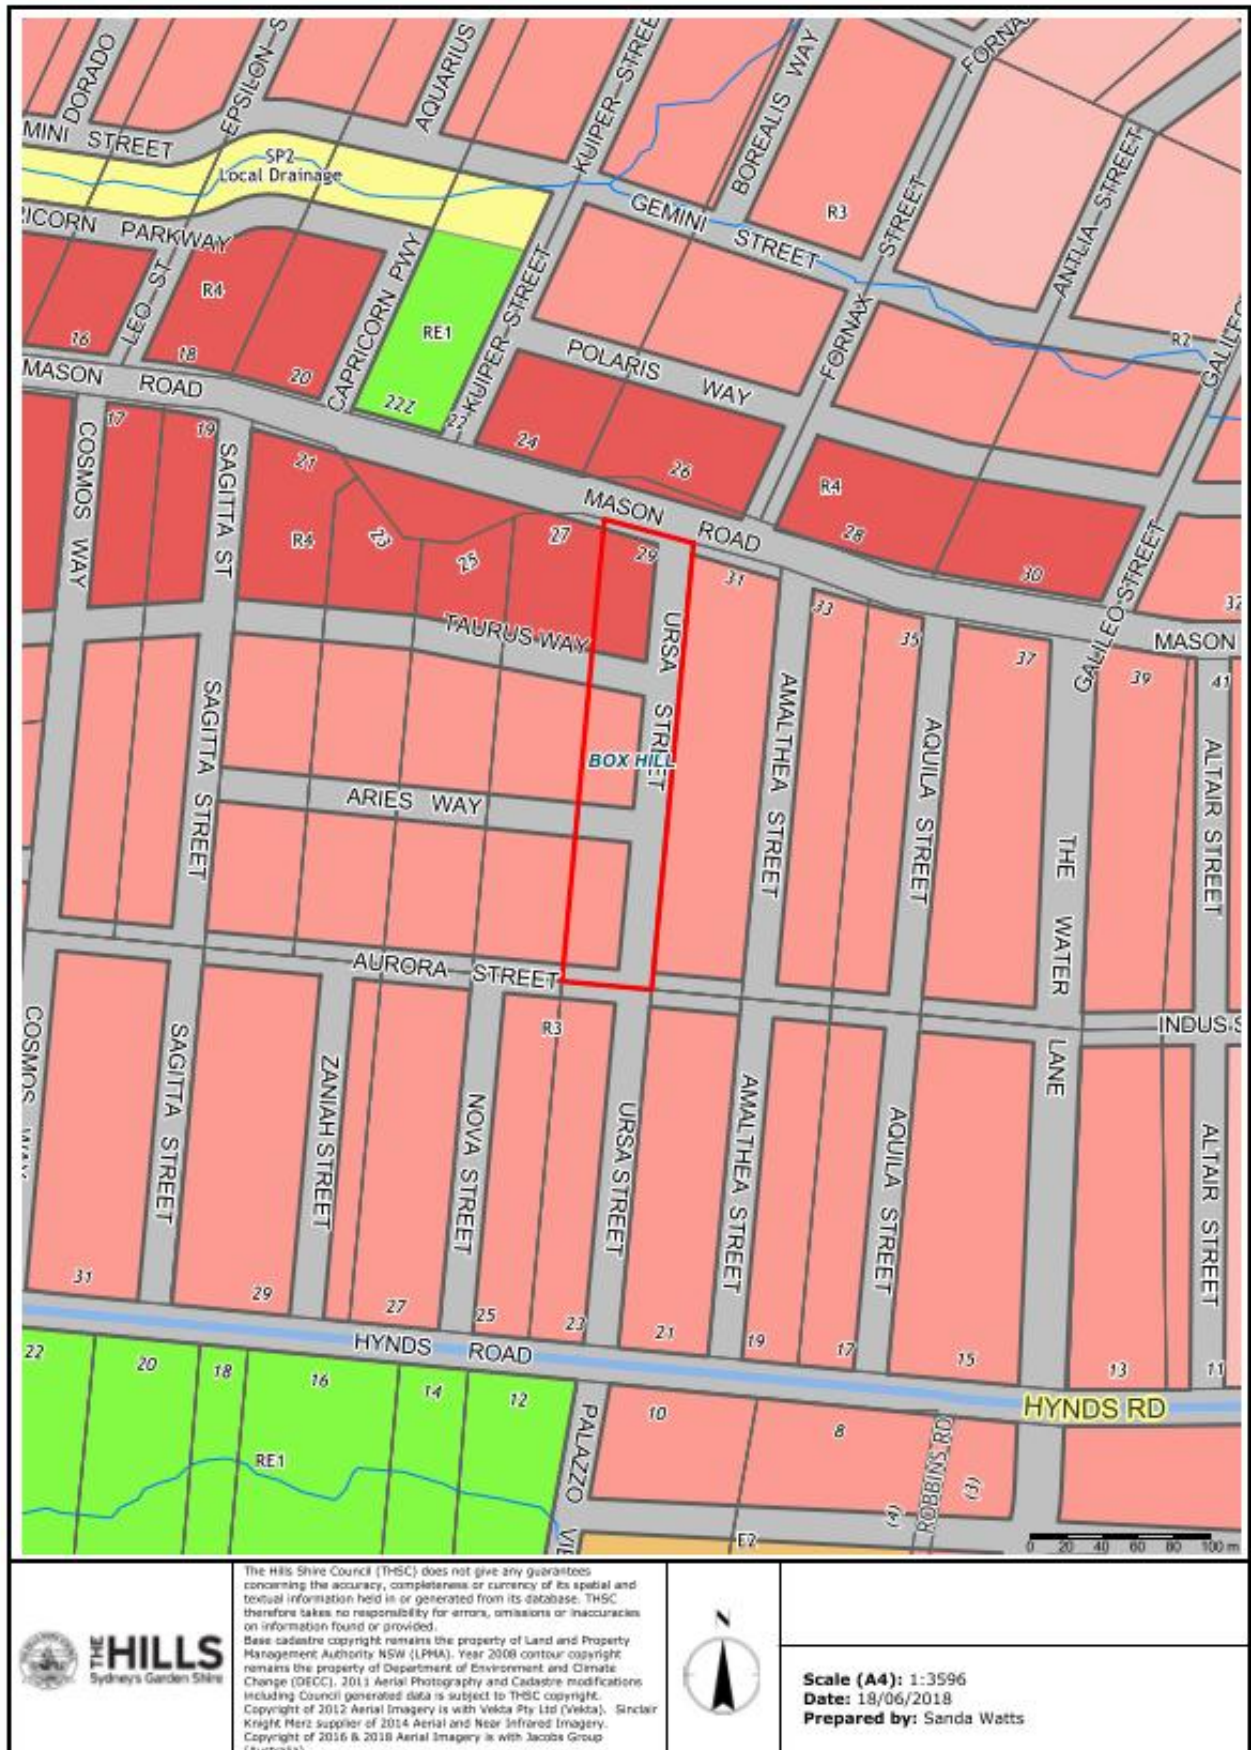 DORADO
EPSILON S
AQUARIUS
KUIPER STREE
BOREALIS WAY
FORNA
MINI STREET
SP2
Local Drainage
GEMINI STREET
R3
STREET
ANTLIA STREET
RICORN PARKWAY
R4
LEO ST
CAPRICORN PWY
RE1
KUIPER STREET
POLARIS WAY
FORNAX
R2
16
18
20
22Z
22
24
26
MASON ROAD
R4
28
30
32
GALILEO STREET
17
19
21
23
25
27
29
31
33
35
37
39
41
MASON ROAD
MASON
COSMOS WAY
SAGITTA ST
R4
TAURUS WAY
URSA STREET
BOX HILL
AMALTHEA STREET
AQUILA STREET
THE WATER LANE
ALTAIR STREET
SAGITTA STREET
ARIES WAY
AURORA STREET
INDUS S
R3
COSMOS
SAGITTA STREET
ZANIAH STREET
NOVA STREET
URSA STREET
AMALTHEA STREET
AQUILA STREET
ALTAIR STREET
31
29
27
25
23
21
19
17
15
13
11
HYNDS ROAD
HYNDS RD
22
20
18
16
14
12
10
8
RE1
PALAZZO VIE
(4)
ROBBINS RD
(3)
0 20 40 60 80 100 m
THE HILLS
Sydney's Garden Shire
The Hills Shire Council (THSC) does not give any guarantees
concerning the accuracy, completeness or currency of its spatial and
textual information held in or generated from its database. THSC
therefore takes no responsibility for errors, omissions or inaccuracies
on information found or provided.
Base cadastre copyright remains the property of Land and Property
Management Authority NSW (LPMA). Year 2008 contour copyright
remains the property of Department of Environment and Climate
Change (DECC). 2011 Aerial Photography and Cadastre modifications
including Council generated data is subject to THSC copyright.
Copyright of 2012 Aerial Imagery is with Vekta Pty Ltd (Vekta). Sinclair
Knight Merz supplier of 2014 Aerial and Near Infrared Imagery.
Copyright of 2016 & 2018 Aerial Imagery is with Jacobs Group
N
Scale (A4): 1:3596
Date: 18/06/2018
Prepared by: Sanda Watts